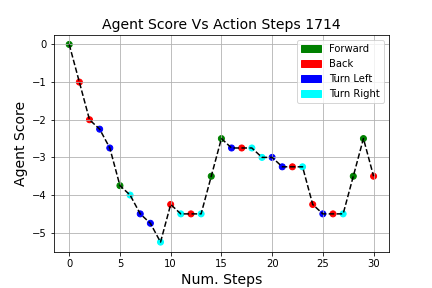 Agent Score Vs Action Steps 1714
Forward
Back
Turn Left
Turn Right
0
−1
−2
−3
−4
−5
Agent Score
0 5 10 15 20 25 30
Num. Steps